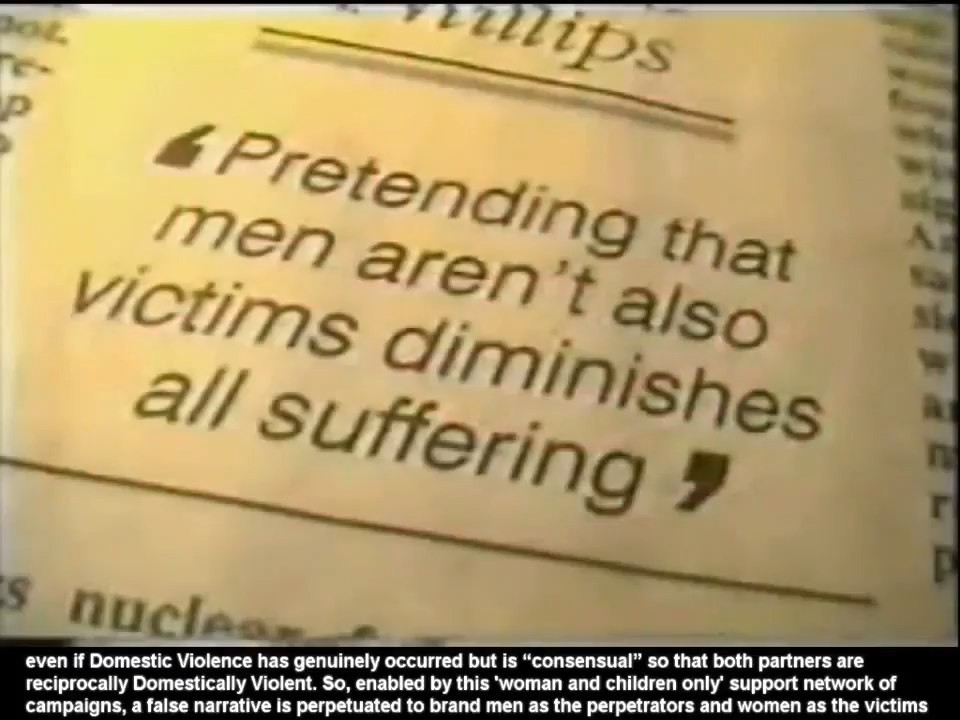 ‘Pretending that
men aren’t also
victims diminishes
all suffering’
even if Domestic Violence has genuinely occurred but is “consensual” so that both partners are
reciprocally Domestically Violent. So, enabled by this 'woman and children only' support network of
campaigns, a false narrative is perpetuated to brand men as the perpetrators and women as the victims